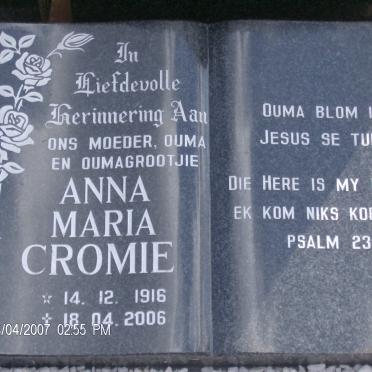 In
Liefdevolle
Herinnering Aan
ONS MOEDER, OUMA
EN OUMAGROOTJIE
ANNA
MARIA
CROMIE
☆ 14. 12. 1916
✝ 18. 04. 2006
OUMA BLOM
JESUS SE
DIE HERE IS MY
EK KOM NIKS
PSALM 23
/04/2007 02:55 PM